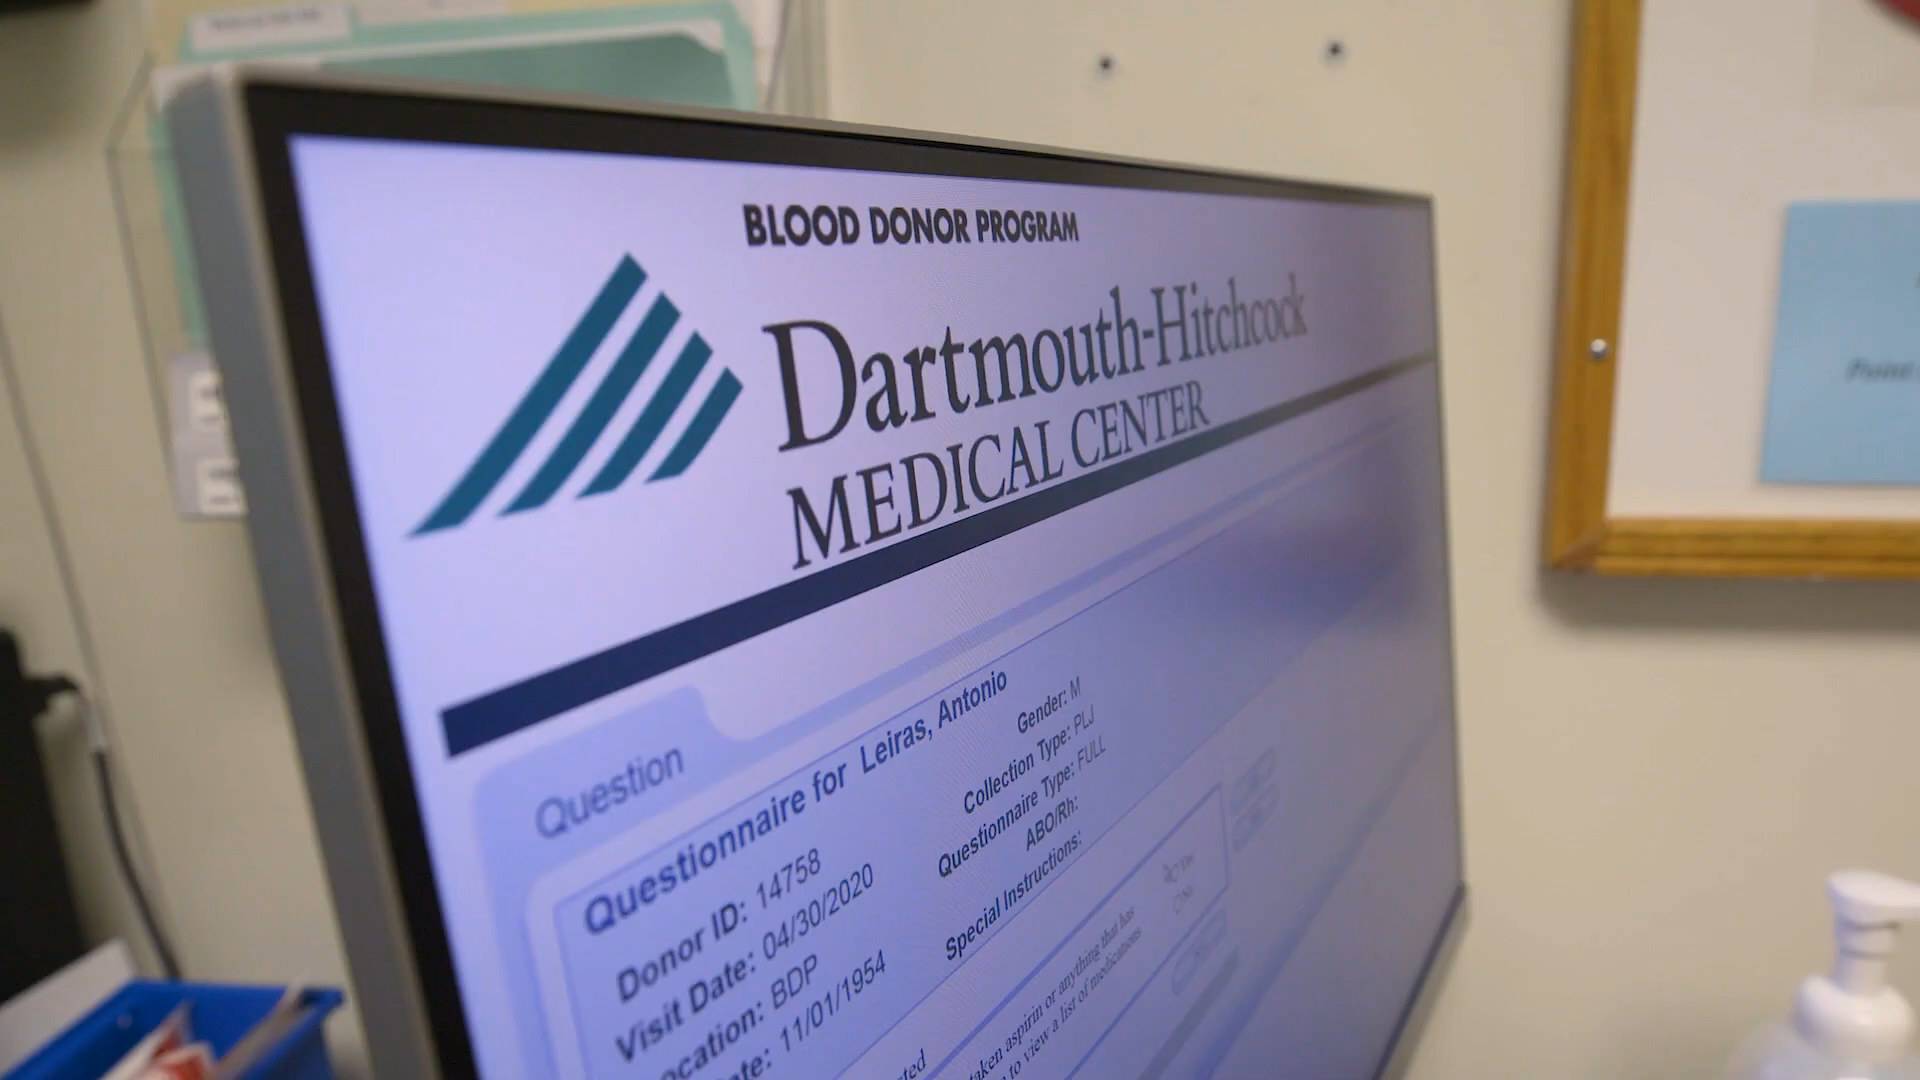 BLOOD DONOR PROGRAM
Dartmouth-Hitchcock
MEDICAL CENTER
Question
Questionnaire for Leiras, Antonio
Donor ID: 14758
Gender: M
Visit Date: 04/30/2020
Collection Type: PLJ
ocation: BDP
Questionnaire Type: FULL
ate: 11/01/1954
ABO/Rh:
Special Instructions:
taken aspirin or anything that has
to view a list of medications